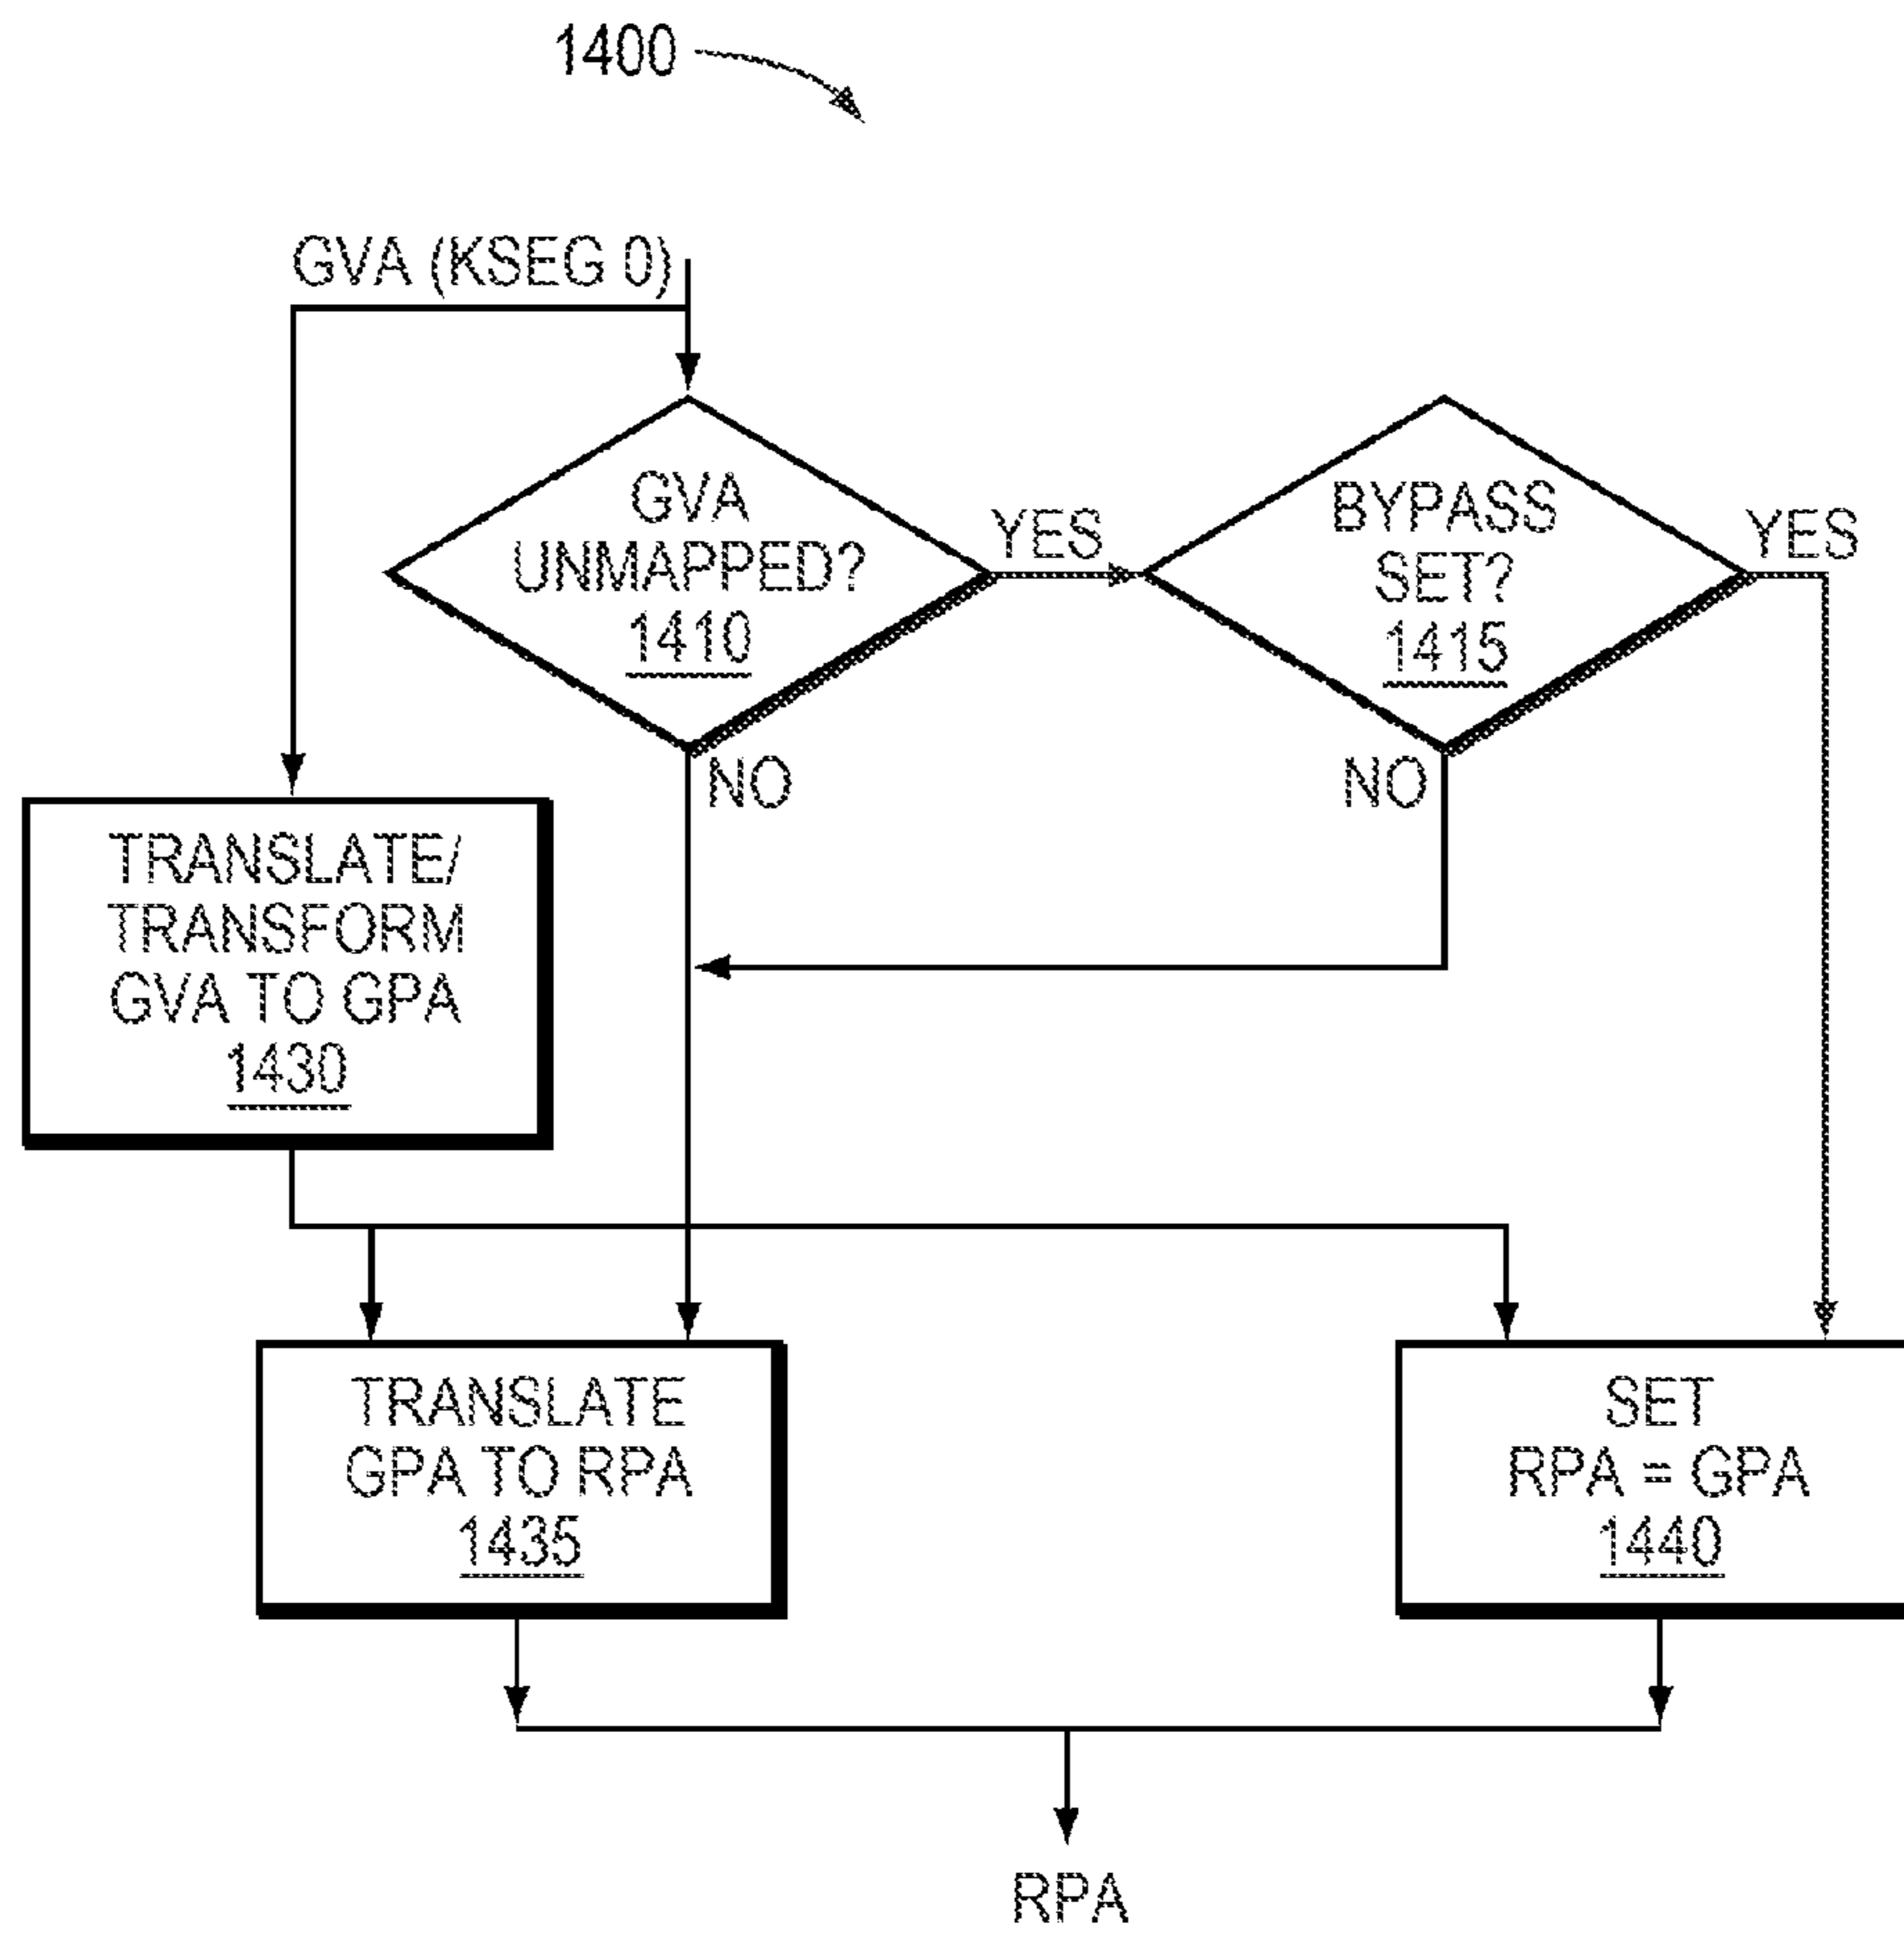 1400
GVA (KSEG 0)
GVA
UNMAPPED?
1410
YES
BYPASS
SET?
1415
YES
NO
NO
TRANSLATE/
TRANSFORM
GVA TO GPA
1430
TRANSLATE
GPA TO RPA
1435
SET
RPA = GPA
1440
RPA